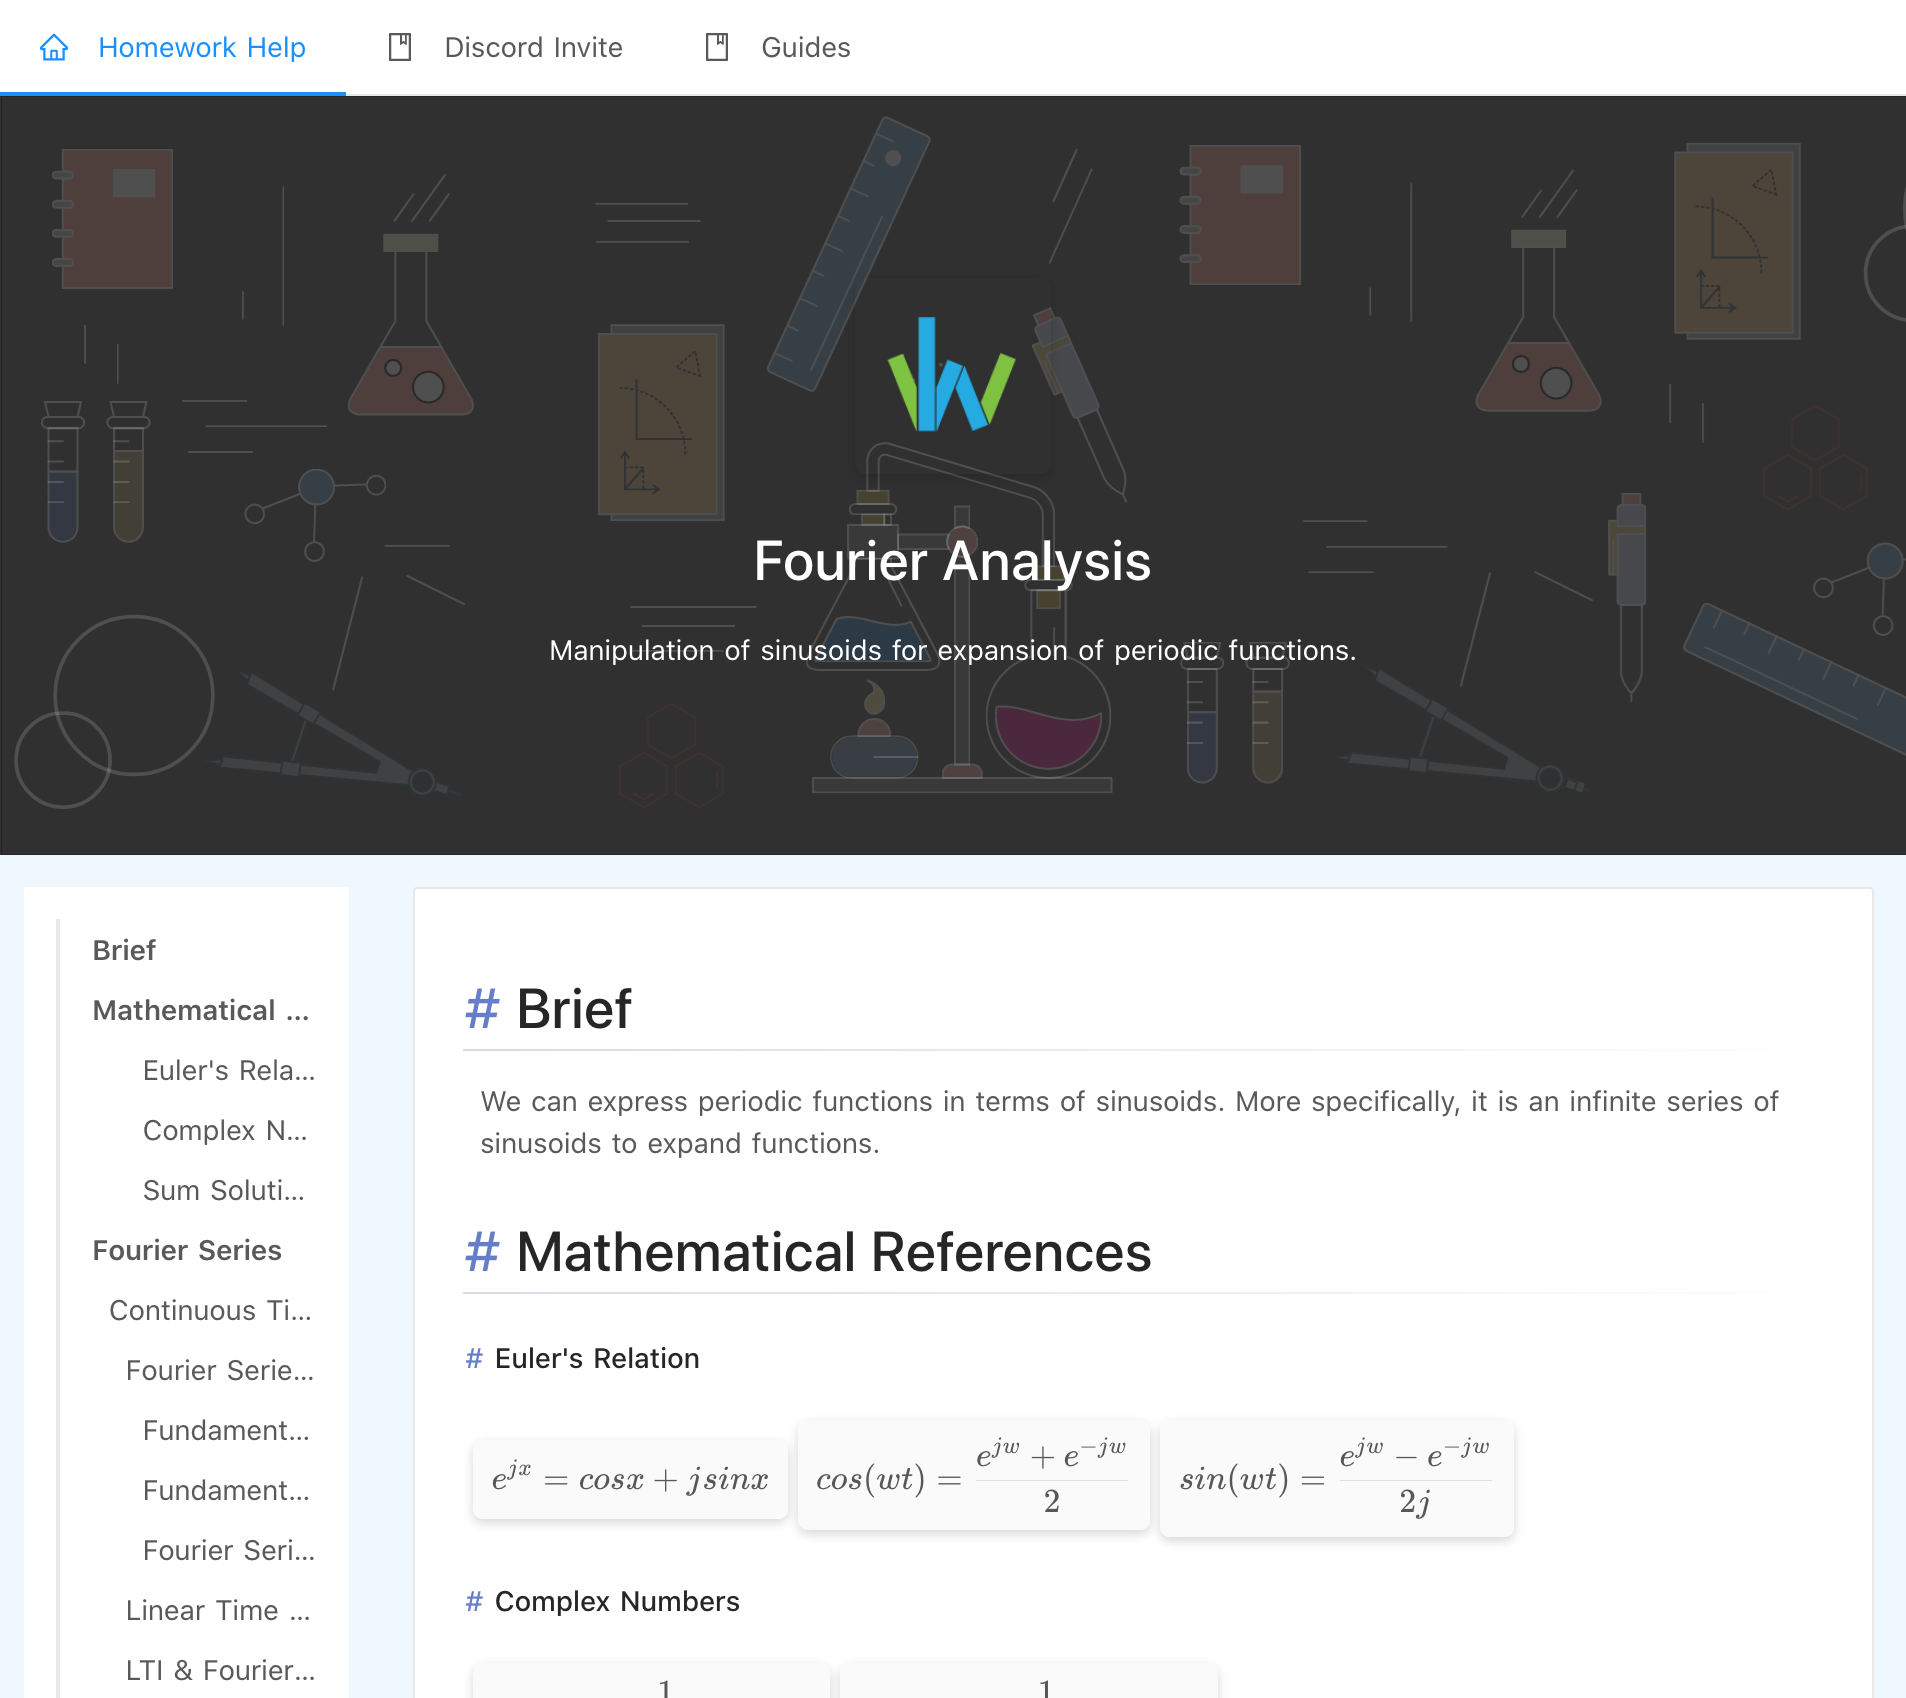 Homework Help
Discord Invite
Guides
Fourier Analysis
Manipulation of sinusoids for expansion of periodic functions.
Brief
Mathematical ...
Euler's Rela...
Complex N...
Sum Soluti...
Fourier Series
Continuous Ti...
Fourier Serie...
Fundament...
Fundament...
Fourier Seri...
Linear Time ...
LTI & Fourier...
# Brief
We can express periodic functions in terms of sinusoids. More specifically, it is an infinite series of
sinusoids to expand functions.
# Mathematical References
# Euler's Relation
e^{jx} = cosx + jsinx
cos(wt) = \frac{e^{jw} + e^{-jw}}{2}
sin(wt) = \frac{e^{jw} - e^{-jw}}{2j}
# Complex Numbers
1
1